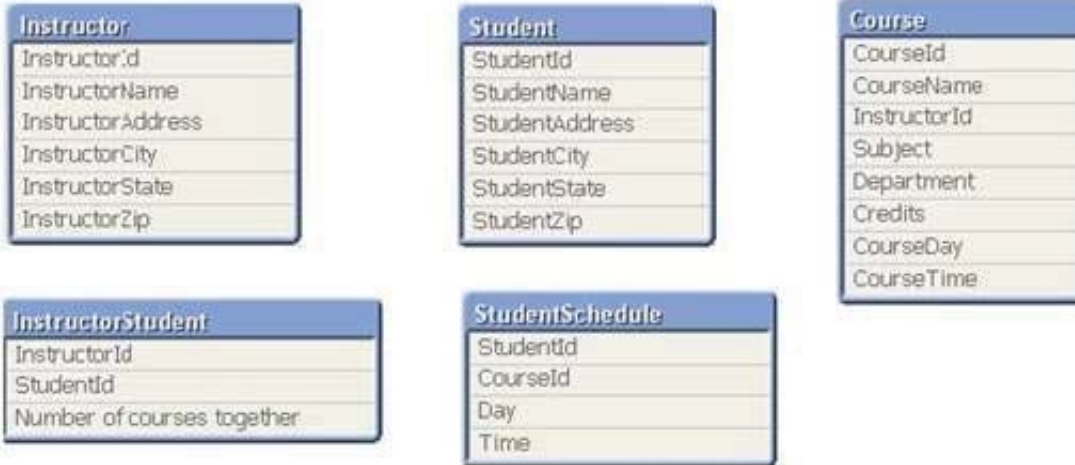 Instructor
InstructorId
InstructorName
InstructorAddress
InstructorCity
InstructorState
InstructorZip
Student
StudentId
StudentName
StudentAddress
StudentCity
StudentState
StudentZip
Course
CourseId
CourseName
InstructorId
Subject
Department
Credits
CourseDay
CourseTime
InstructorStudent
InstructorId
StudentId
Number of courses together
StudentSchedule
StudentId
CourseId
Day
Time